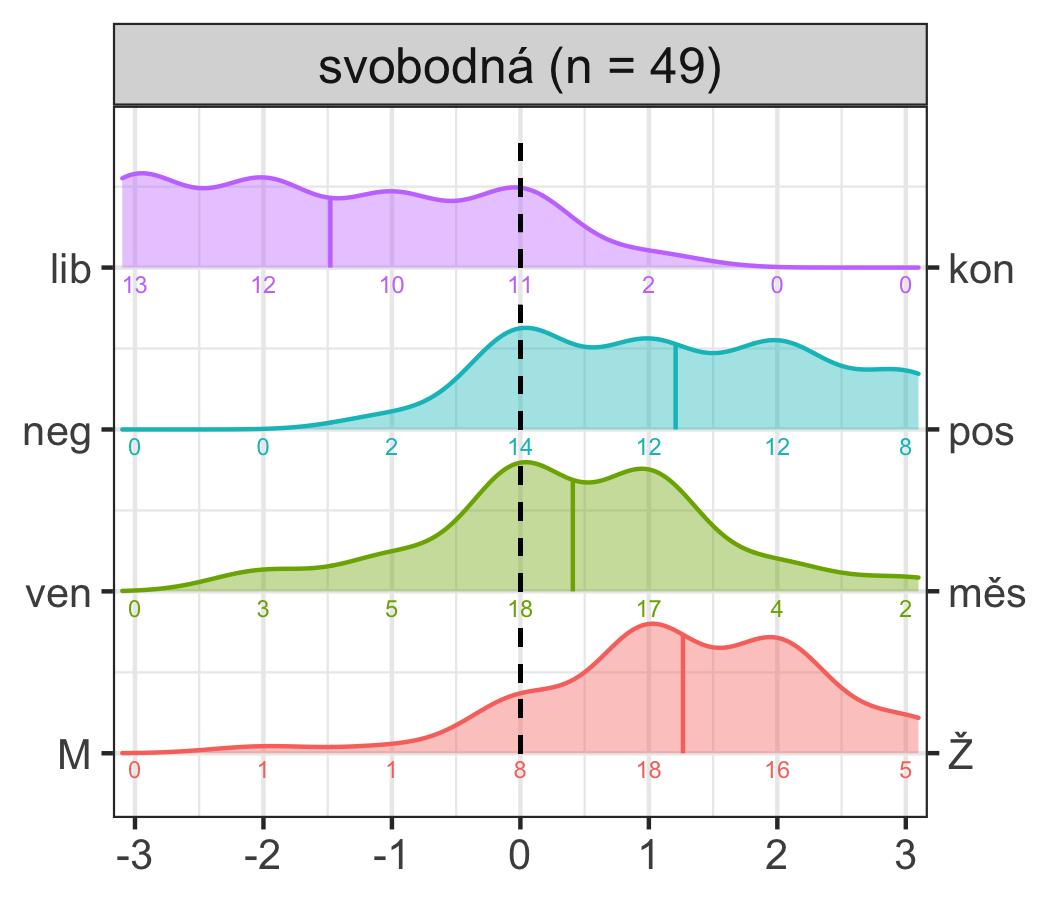 svobodná (n = 49)
lib kon
13 12 10 11 2 0 0
neg pos
0 0 2 14 12 12 8
ven měs
0 3 5 18 17 4 2
M Ž
0 1 1 8 18 16 5
-3 -2 -1 0 1 2 3